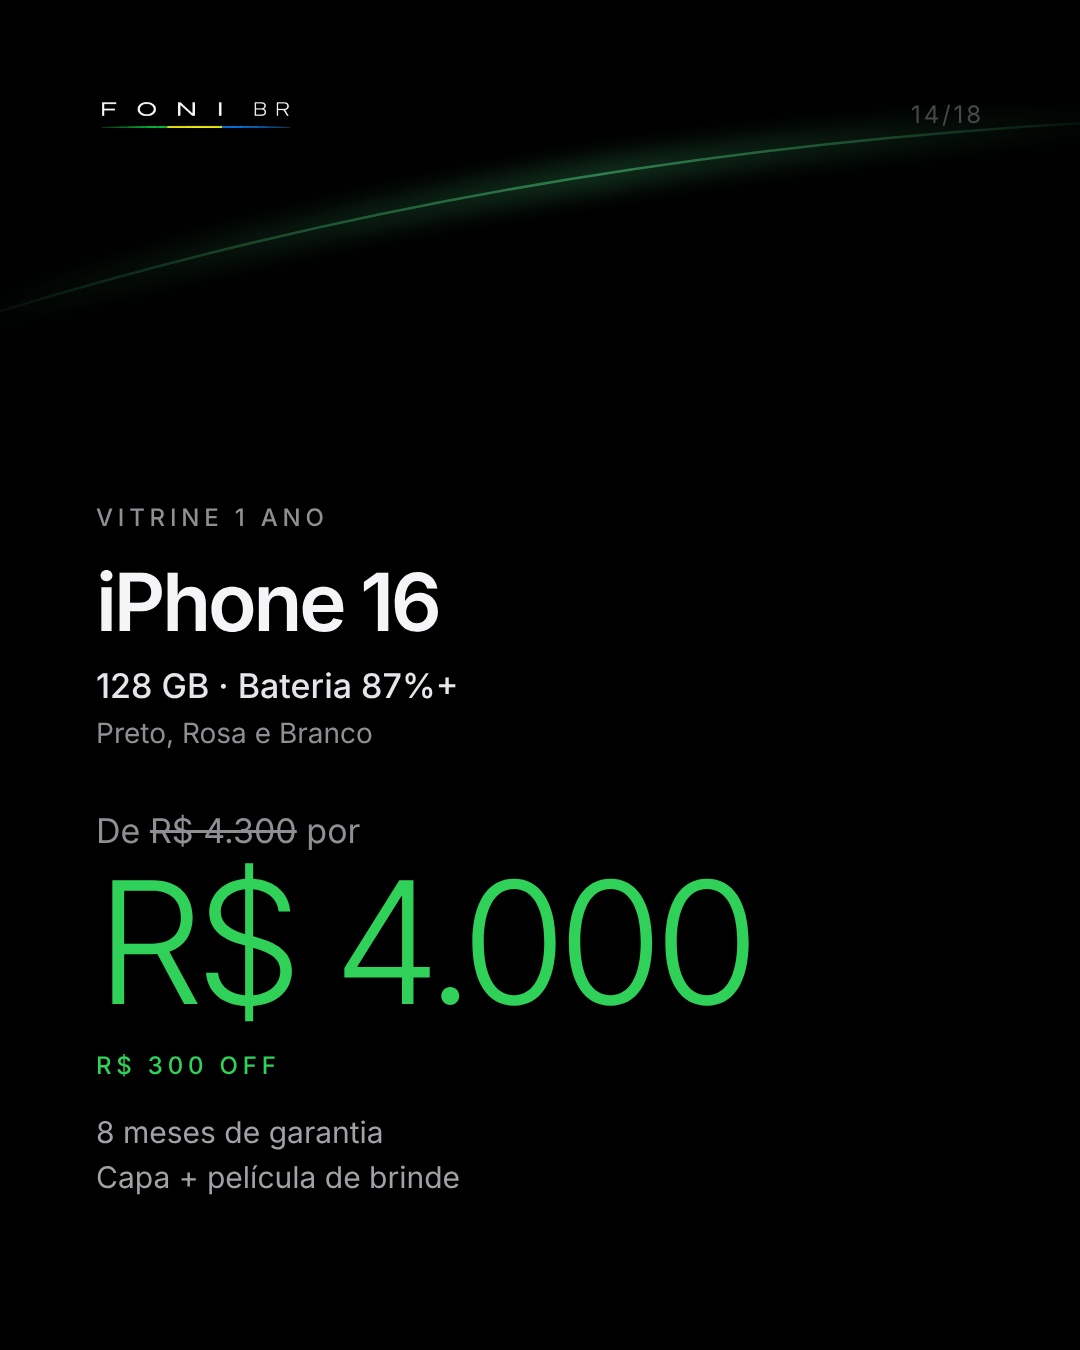 FONI BR
14/18
VITRINE 1 ANO
iPhone 16
128 GB · Bateria 87%+
Preto, Rosa e Branco
De R$ 4.300 por
R$ 4.000
R$ 300 OFF
8 meses de garantia
Capa + película de brinde